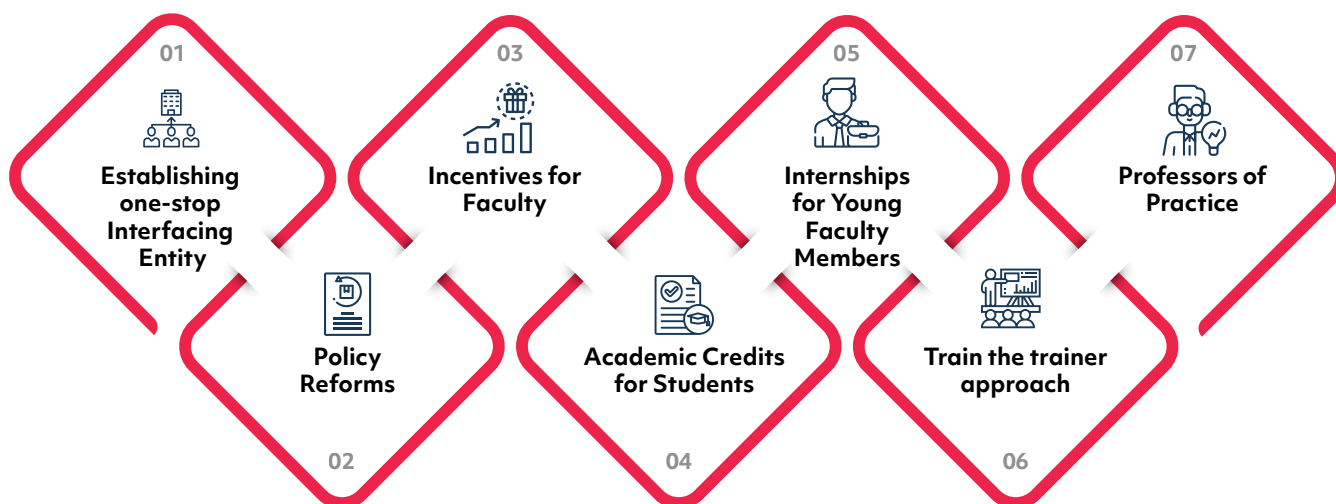 01
Establishing
one-stop
Interfacing
Entity
Policy
Reforms
02
03
Incentives for
Faculty
Academic Credits
for Students
04
05
Internships
for Young
Faculty
Members
Train the trainer
approach
06
07
Professors of
Practice